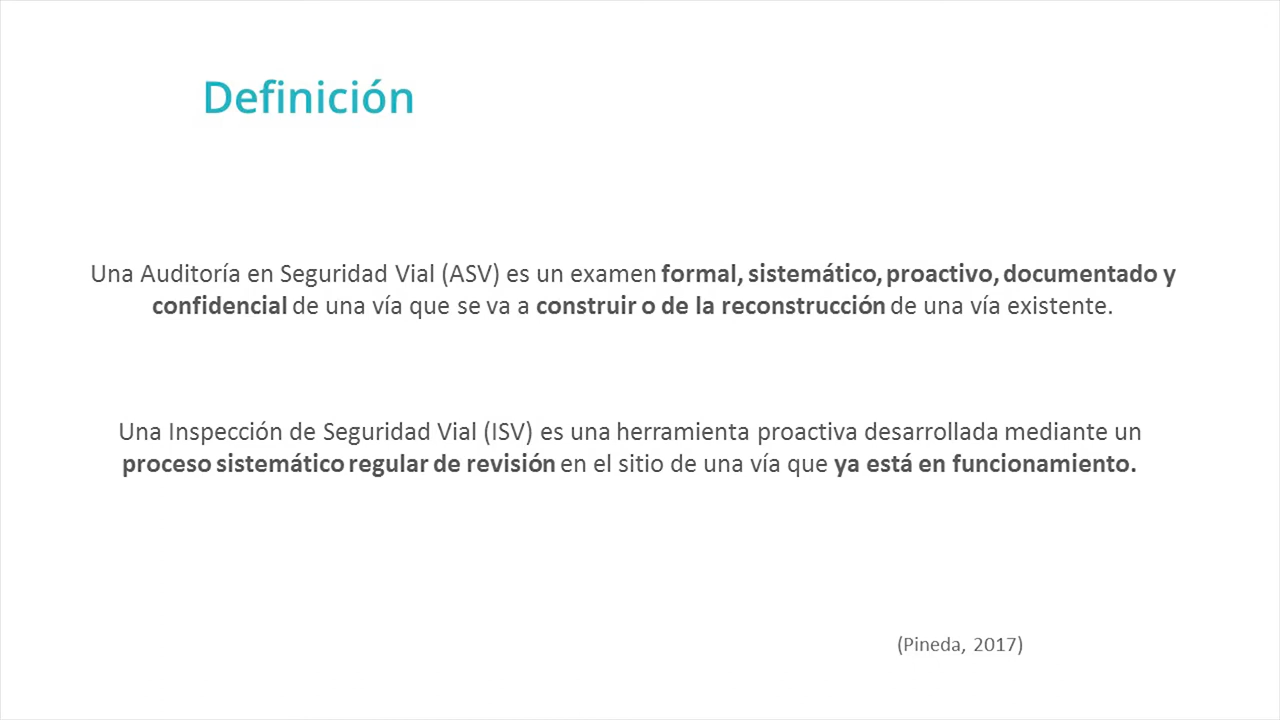 Definición
Una Auditoría en Seguridad Vial (ASV) es un examen formal, sistemático, proactivo, documentado y
confidencial de una vía que se va a construir o de la reconstrucción de una vía existente.
Una Inspección de Seguridad Vial (ISV) es una herramienta proactiva desarrollada mediante un
proceso sistemático regular de revisión en el sitio de una vía que ya está en funcionamiento.
(Pineda, 2017)